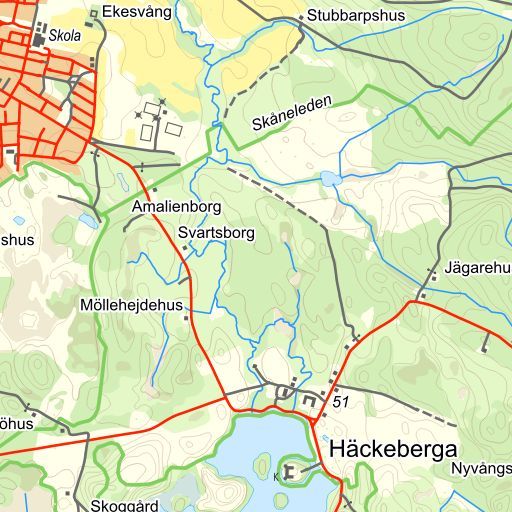 Ekesvång
Stubbarpshus
Skola
Skåneleden
Amalienborg
Svartsborg
shus
Jägarehu
Möllehejdehus
51
öhus
Häckeberga
Nyvångs
K
Skoggård